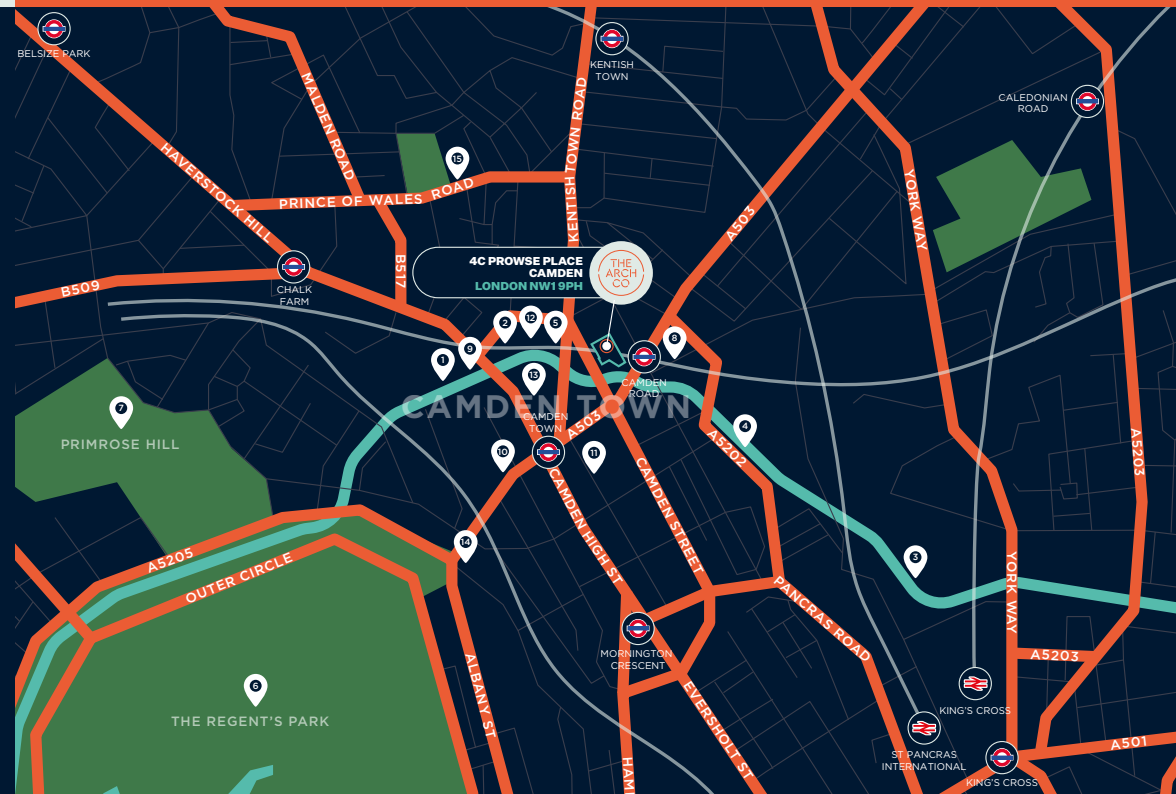 BELSIZE PARK
KENTISH
TOWN
CALEDONIAN
ROAD
MALDEN ROAD
KENTISH TOWN ROAD
HAVERSTOCK HILL
15
PRINCE OF WALES ROAD
YORK WAY
A503
B509
CHALK
FARM
B517
4C PROWSE PLACE
CAMDEN
LONDON NW1 9PH
THE
ARCH
CO
2
12
5
9
1
8
CAMDEN
ROAD
13
7
PRIMROSE HILL
CAMDEN TOWN
CAMDEN
TOWN
A503
4
A5202
A5203
10
11
CAMDEN HIGH ST
CAMDEN STREET
14
3
A5205
OUTER CIRCLE
YORK WAY
PANCRAS ROAD
MORNINGTON
CRESCENT
A5203
ALBANY ST
EVERSHOLT ST
6
THE REGENT'S PARK
KING'S CROSS
ST PANCRAS
INTERNATIONAL
A501
KING'S CROSS
HAM